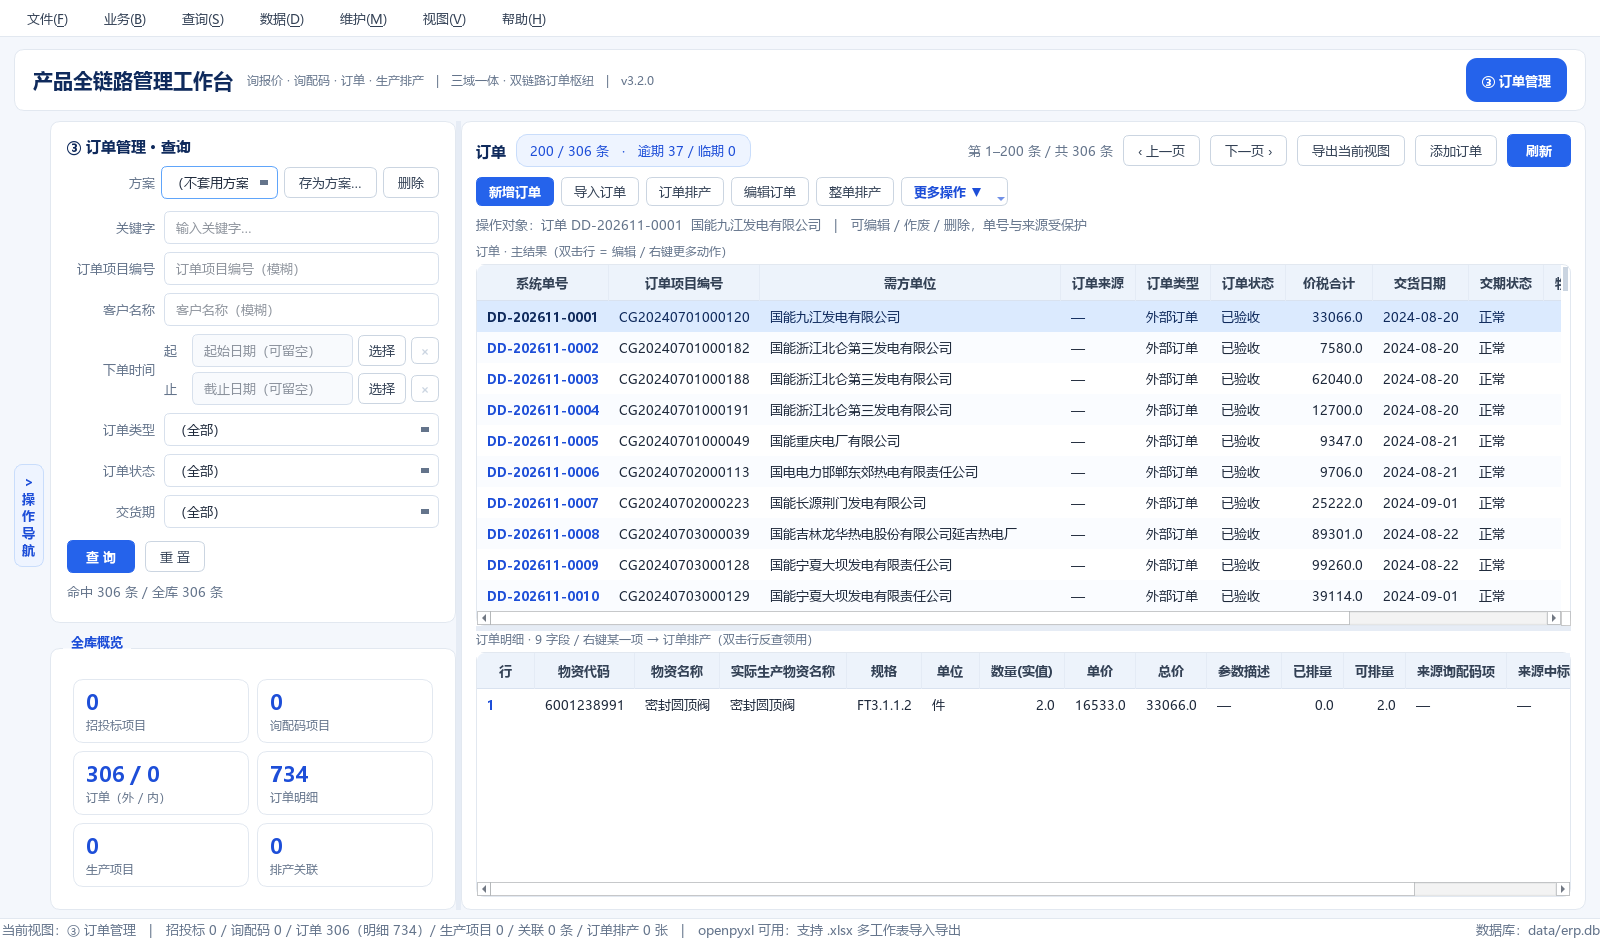 文件(F) 业务(B) 查询(S) 数据(D) 维护(M) 视图(V) 帮助(H)
产品全链路管理工作台 询报价 · 询配码 · 订单 · 生产排产 | 三域一体 · 双链路订单枢纽 | v3.2.0
③ 订单管理
③ 订单管理 · 查询
方案 (不套用方案 存为方案... 删除
关键字 输入关键字...
订单项目编号 订单项目编号（模糊）
客户名称 客户名称（模糊）
下单时间
起 起始日期（可留空） 选择 ×
止 截止日期（可留空） 选择 ×
订单类型 （全部）
订单状态 （全部）
交货期 （全部）
查 询 重 置
命中 306 条 / 全库 306 条
> 操作导航
全库概览
0 招投标项目
0 询配码项目
306 / 0 订单（外 / 内）
734 订单明细
0 生产项目
0 排产关联
订单 200 / 306 条 · 逾期 37 / 临期 0
第 1–200 条 / 共 306 条 ‹ 上一页 下一页 › 导出当前视图 添加订单 刷新
新增订单 导入订单 订单排产 编辑订单 整单排产 更多操作 ▼
操作对象：订单 DD-202611-0001 国能九江发电有限公司 | 可编辑 / 作废 / 删除，单号与来源受保护
订单 · 主结果（双击行 = 编辑 / 右键更多动作）
系统单号 订单项目编号 需方单位 订单来源 订单类型 订单状态 价税合计 交货日期 交期状态
DD-202611-0001 CG20240701000120 国能九江发电有限公司 — 外部订单 已验收 33066.0 2024-08-20 正常
DD-202611-0002 CG20240701000182 国能浙江北仑第三发电有限公司 — 外部订单 已验收 7580.0 2024-08-20 正常
DD-202611-0003 CG20240701000188 国能浙江北仑第三发电有限公司 — 外部订单 已验收 62040.0 2024-08-20 正常
DD-202611-0004 CG20240701000191 国能浙江北仑第三发电有限公司 — 外部订单 已验收 12700.0 2024-08-20 正常
DD-202611-0005 CG20240701000049 国能重庆电厂有限公司 — 外部订单 已验收 9347.0 2024-08-21 正常
DD-202611-0006 CG20240702000113 国电电力邯郸东郊热电有限责任公司 — 外部订单 已验收 9706.0 2024-08-21 正常
DD-202611-0007 CG20240702000223 国能长源荆门发电有限公司 — 外部订单 已验收 25222.0 2024-09-01 正常
DD-202611-0008 CG20240703000039 国能吉林龙华热电股份有限公司延吉热电厂 — 外部订单 已验收 89301.0 2024-08-22 正常
DD-202611-0009 CG20240703000128 国能宁夏大坝发电有限责任公司 — 外部订单 已验收 99260.0 2024-08-22 正常
DD-202611-0010 CG20240703000129 国能宁夏大坝发电有限责任公司 — 外部订单 已验收 39114.0 2024-09-01 正常
订单明细 · 9 字段 / 右键某一项 → 订单排产（双击行反查领用）
行 物资代码 物资名称 实际生产物资名称 规格 单位 数量(实值) 单价 总价 参数描述 已排量 可排量 来源询配码项 来源中标
1 6001238991 密封圆顶阀 密封圆顶阀 FT3.1.1.2 件 2.0 16533.0 33066.0 — 0.0 2.0 — —
当前视图：③ 订单管理 | 招投标 0 / 询配码 0 / 订单 306（明细 734）/ 生产项目 0 / 关联 0 条 / 订单排产 0 张 | openpyxl 可用：支持 .xlsx 多工作表导入导出
数据库：data/erp.db